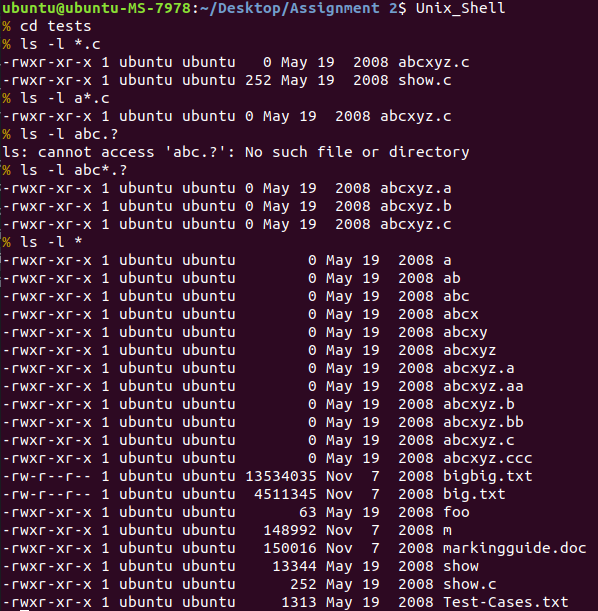 ubuntu@ubuntu-MS-7978:~/Desktop/Assignment 2$ Unix_Shell
% cd tests
% ls -l *.c
-rwxr-xr-x 1 ubuntu ubuntu   0 May 19  2008 abcxyz.c
-rwxr-xr-x 1 ubuntu ubuntu 252 May 19  2008 show.c
% ls -l a*.c
-rwxr-xr-x 1 ubuntu ubuntu 0 May 19  2008 abcxyz.c
% ls -l abc.?
ls: cannot access 'abc.?': No such file or directory
% ls -l abc*.?
-rwxr-xr-x 1 ubuntu ubuntu 0 May 19  2008 abcxyz.a
-rwxr-xr-x 1 ubuntu ubuntu 0 May 19  2008 abcxyz.b
-rwxr-xr-x 1 ubuntu ubuntu 0 May 19  2008 abcxyz.c
% ls -l *
-rwxr-xr-x 1 ubuntu ubuntu        0 May 19  2008 a
-rwxr-xr-x 1 ubuntu ubuntu        0 May 19  2008 ab
-rwxr-xr-x 1 ubuntu ubuntu        0 May 19  2008 abc
-rwxr-xr-x 1 ubuntu ubuntu        0 May 19  2008 abcx
-rwxr-xr-x 1 ubuntu ubuntu        0 May 19  2008 abcxy
-rwxr-xr-x 1 ubuntu ubuntu        0 May 19  2008 abcxyz
-rwxr-xr-x 1 ubuntu ubuntu        0 May 19  2008 abcxyz.a
-rwxr-xr-x 1 ubuntu ubuntu        0 May 19  2008 abcxyz.aa
-rwxr-xr-x 1 ubuntu ubuntu        0 May 19  2008 abcxyz.b
-rwxr-xr-x 1 ubuntu ubuntu        0 May 19  2008 abcxyz.bb
-rwxr-xr-x 1 ubuntu ubuntu        0 May 19  2008 abcxyz.c
-rwxr-xr-x 1 ubuntu ubuntu        0 May 19  2008 abcxyz.ccc
-rw-r--r-- 1 ubuntu ubuntu 13534035 Nov  7  2008 bigbig.txt
-rw-r--r-- 1 ubuntu ubuntu  4511345 Nov  7  2008 big.txt
-rwxr-xr-x 1 ubuntu ubuntu       63 May 19  2008 foo
-rwxr-xr-x 1 ubuntu ubuntu   148992 Nov  7  2008 m
-rwxr-xr-x 1 ubuntu ubuntu   150016 Nov  7  2008 markingguide.doc
-rwxr-xr-x 1 ubuntu ubuntu    13344 May 19  2008 show
-rwxr-xr-x 1 ubuntu ubuntu      252 May 19  2008 show.c
-rwxr-xr-x 1 ubuntu ubuntu     1313 May 19  2008 Test-Cases.txt